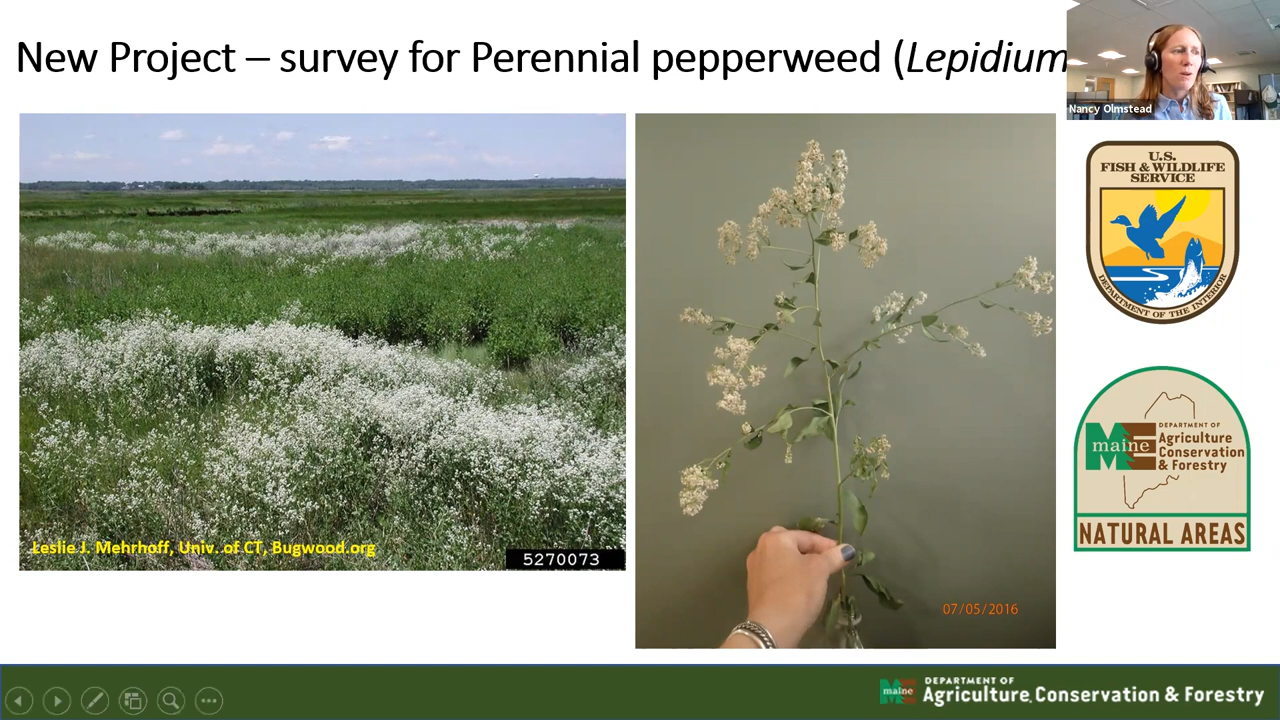 New Project – survey for Perennial pepperweed (Lepidium
Nancy Olmstead
U.S.
FISH & WILDLIFE
SERVICE
DEPARTMENT OF THE INTERIOR
maine
DEPARTMENT OF
Agriculture
Conservation
& Forestry
NATURAL AREAS
Leslie J. Mehrhoff, Univ. of CT, Bugwood.org
5270073
07/05/2016
maine
DEPARTMENT OF
Agriculture, Conservation & Forestry